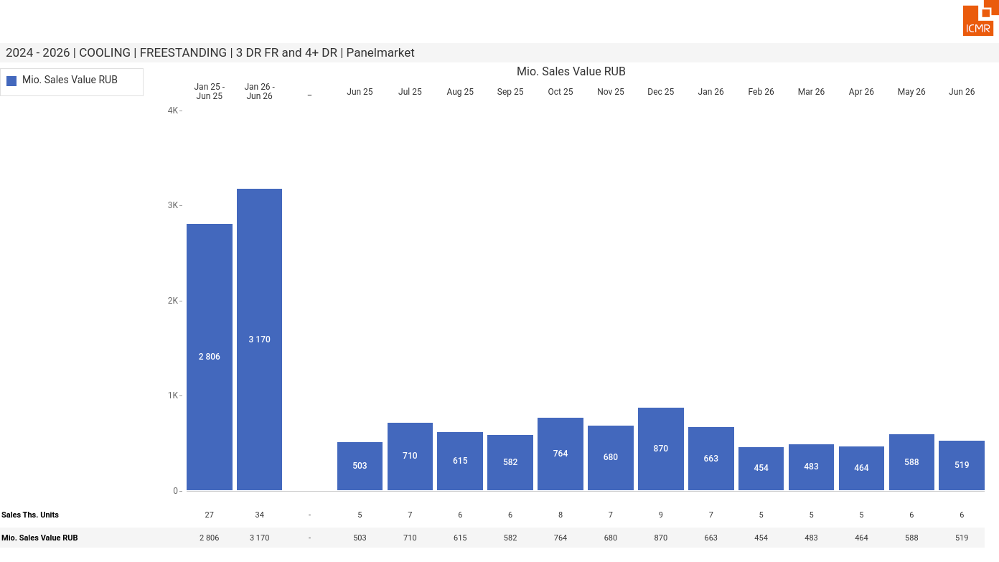 ICMR
2024 - 2026 | COOLING | FREESTANDING | 3 DR FR and 4+ DR | Panelmarket
Mio. Sales Value RUB
Mio. Sales Value RUB
Jan 25 - Jun 25
Jan 26 - Jun 26
–
Jun 25
Jul 25
Aug 25
Sep 25
Oct 25
Nov 25
Dec 25
Jan 26
Feb 26
Mar 26
Apr 26
May 26
Jun 26
4K
3K
2K
1K
0
2 806
3 170
503
710
615
582
764
680
870
663
454
483
464
588
519
Sales Ths. Units 27 34 - 5 7 6 6 8 7 9 7 5 5 5 6 6
Mio. Sales Value RUB 2 806 3 170 - 503 710 615 582 764 680 870 663 454 483 464 588 519